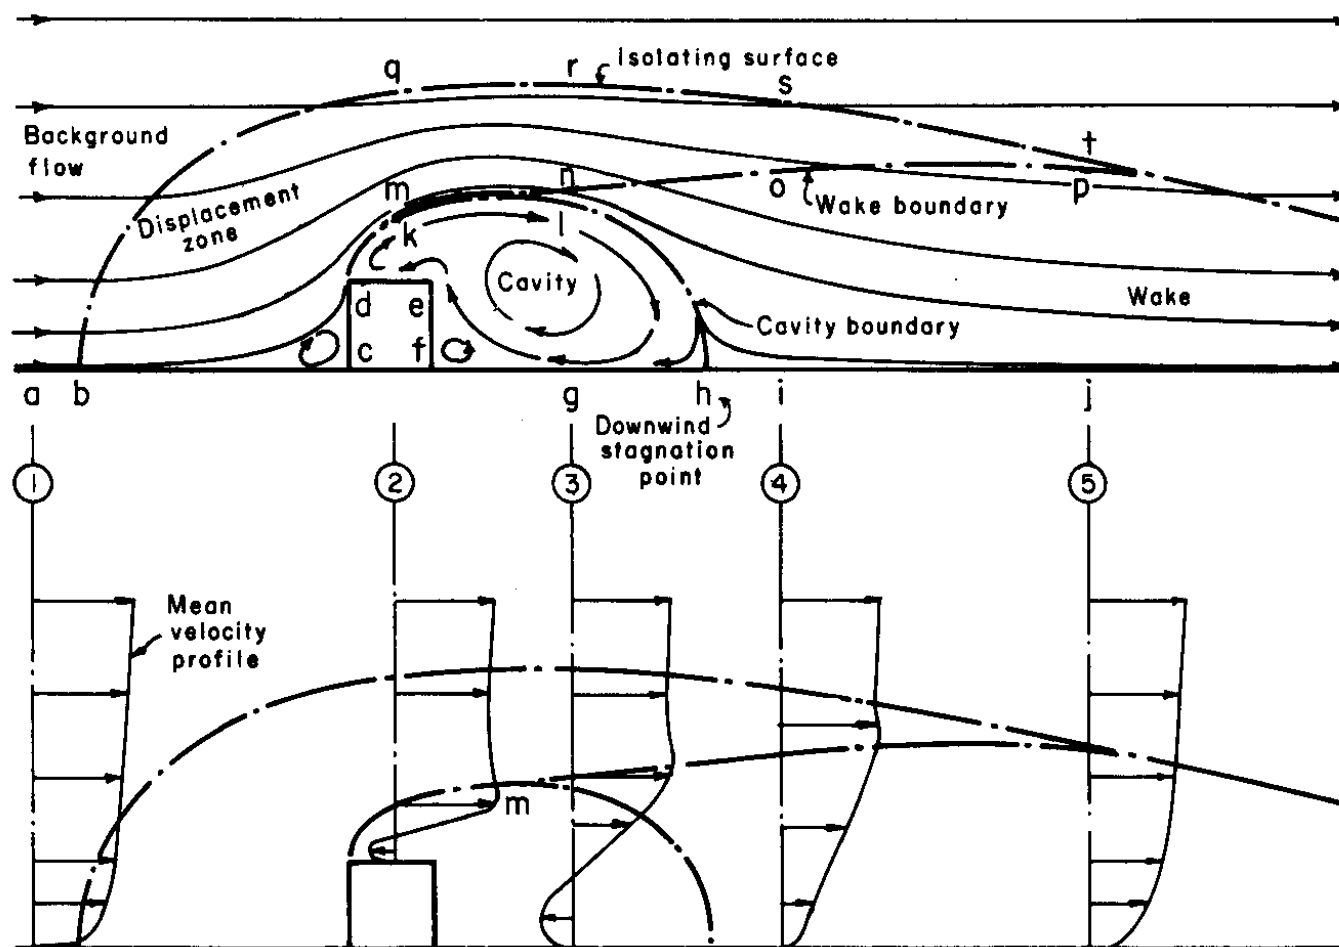 q
r
Isolating surface
s
Background
flow
t
m
n
o
p
Displacement
zone
Wake boundary
k
l
Cavity
Wake
d
e
Cavity boundary
c
f
a
b
g
h
i
j
Downwind
stagnation
point
1
2
3
4
5
Mean
velocity
profile
m